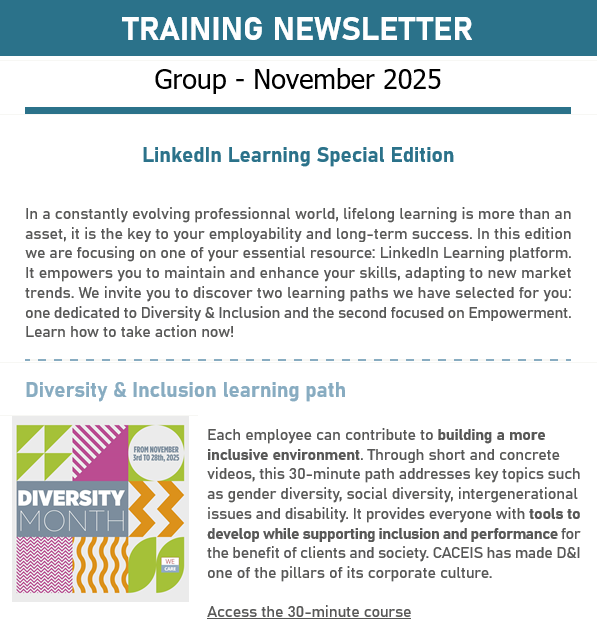 TRAINING NEWSLETTER
Group - November 2025
LinkedIn Learning Special Edition
In a constantly evolving professionnal world, lifelong learning is more than an
asset, it is the key to your employability and long-term success. In this edition
we are focusing on one of your essential resource: LinkedIn Learning platform.
It empowers you to maintain and enhance your skills, adapting to new market
trends. We invite you to discover two learning paths we have selected for you:
one dedicated to Diversity & Inclusion and the second focused on Empowerment.
Learn how to take action now!
Diversity & Inclusion learning path
FROM NOVEMBER
3rd TO 28th, 2025
DIVERSITY
MONTH
WE
CARE
Each employee can contribute to building a more
inclusive environment. Through short and concrete
videos, this 30-minute path addresses key topics such
as gender diversity, social diversity, intergenerational
issues and disability. It provides everyone with tools to
develop while supporting inclusion and performance for
the benefit of clients and society. CACEIS has made D&I
one of the pillars of its corporate culture.
Access the 30-minute course